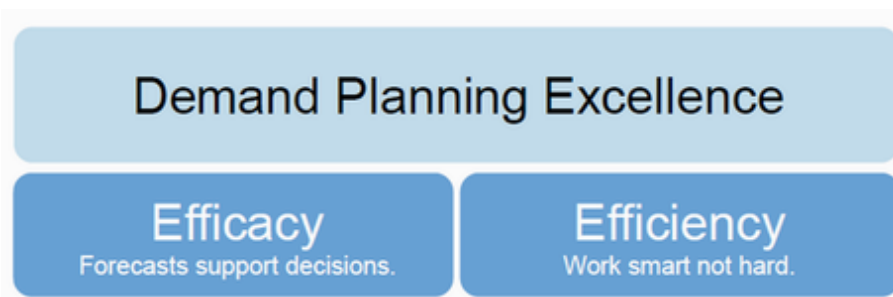 Demand Planning Excellence
Efficacy
Forecasts support decisions.
Efficiency
Work smart not hard.